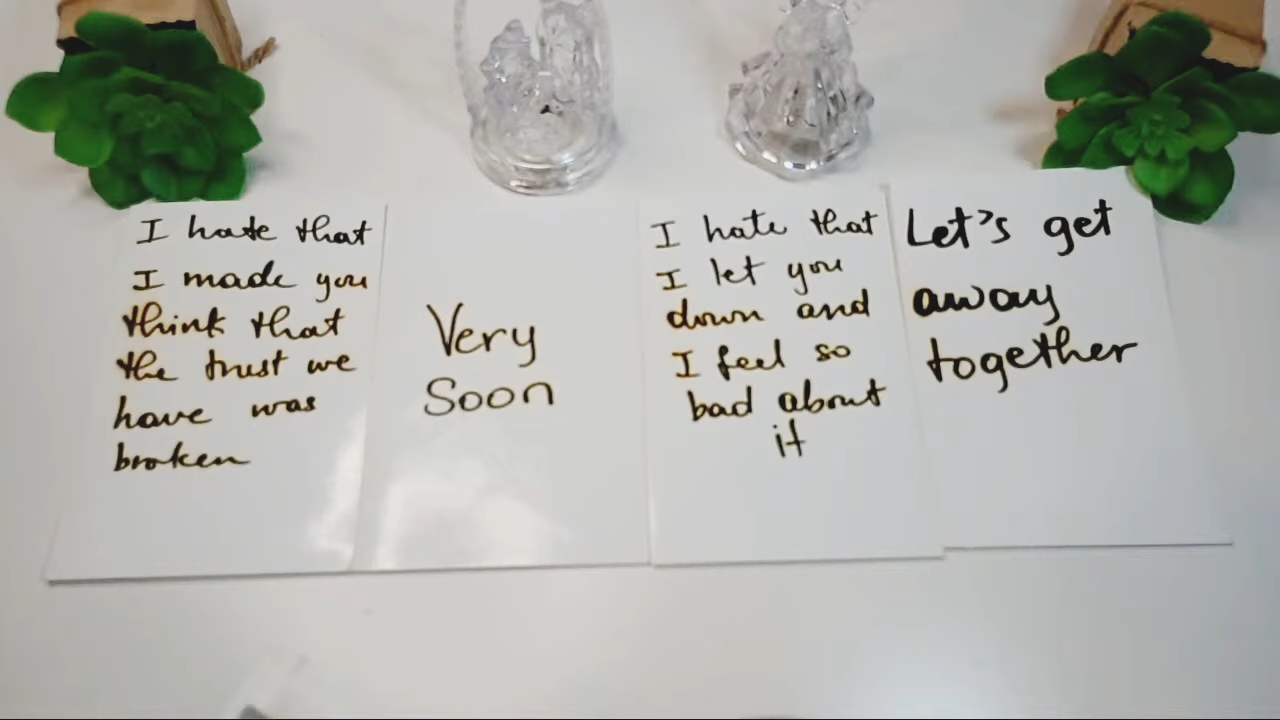 I hate that
I made you
think that
the trust we
have was
broken
Very
Soon
I hate that
I let you
down and
I feel so
bad about
it
Let's get
away
together